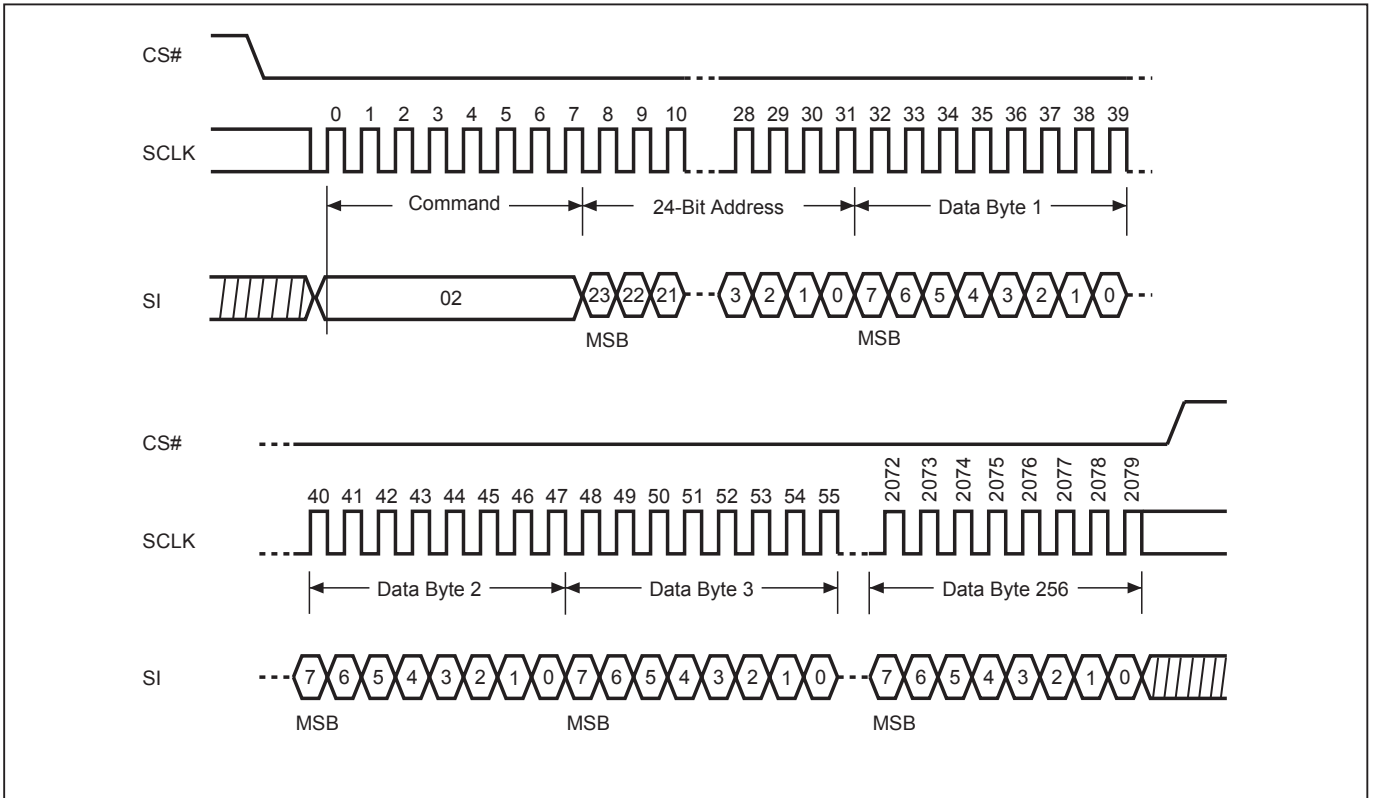 CS#
0 1 2 3 4 5 6 7 8 9 10 28 29 30 31 32 33 34 35 36 37 38 39
SCLK
Command 24-Bit Address Data Byte 1
SI 02 23 22 21 3 2 1 0 7 6 5 4 3 2 1 0
MSB MSB
CS#
40 41 42 43 44 45 46 47 48 49 50 51 52 53 54 55 2072 2073 2074 2075 2076 2077 2078 2079
SCLK
Data Byte 2 Data Byte 3 Data Byte 256
SI 7 6 5 4 3 2 1 0 7 6 5 4 3 2 1 0 7 6 5 4 3 2 1 0
MSB MSB MSB